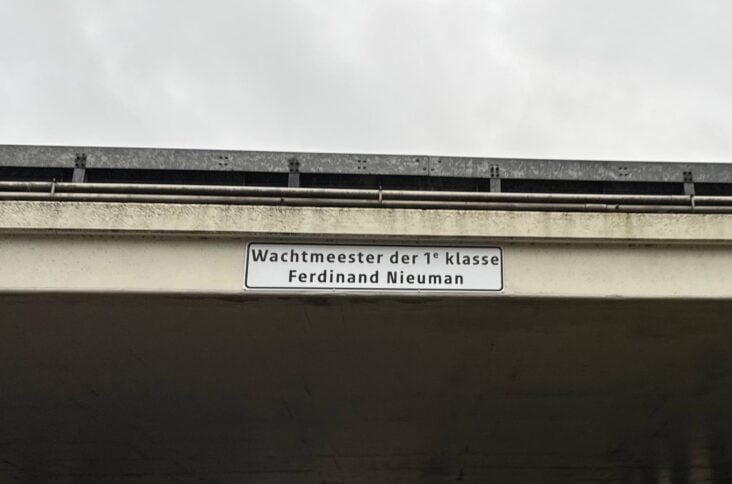 Wachtmeester der 1e klasse
Ferdinand Nieuman